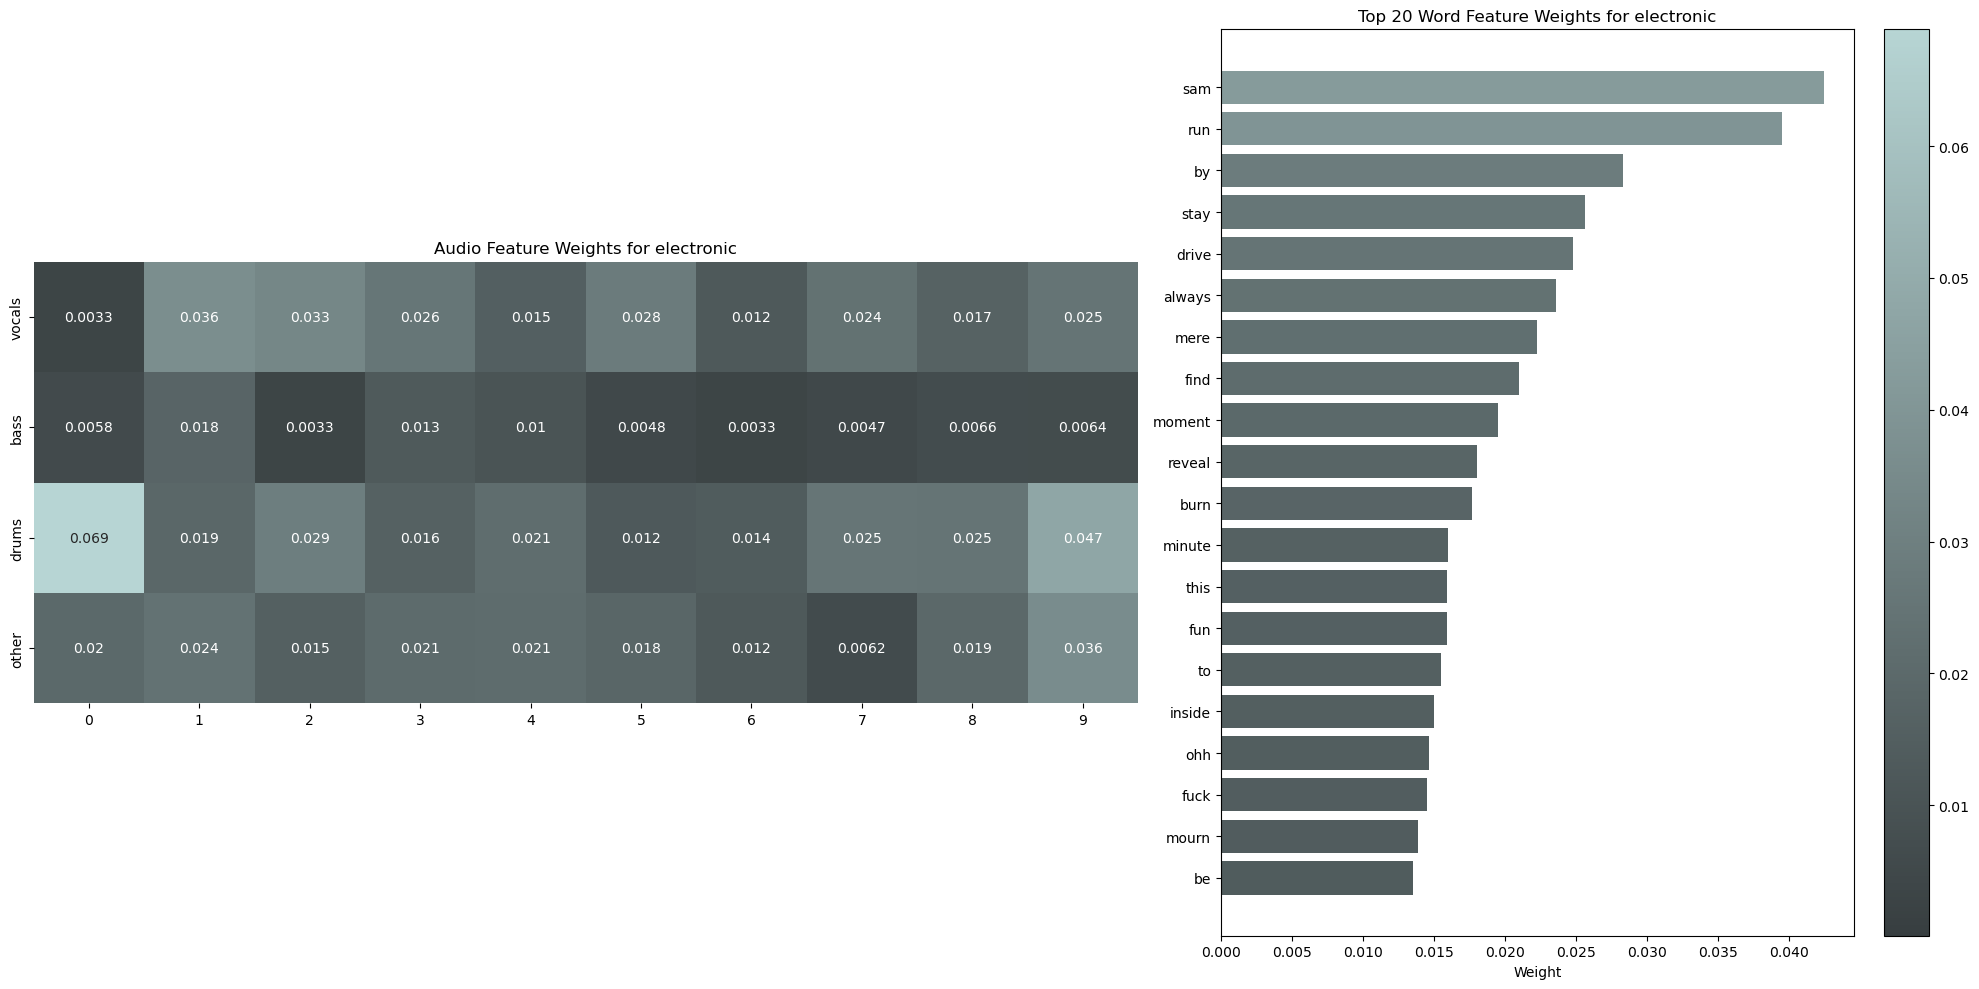 Audio Feature Weights for electronic
vocals 0.0033 0.036 0.033 0.026 0.015 0.028 0.012 0.024 0.017 0.025
bass 0.0058 0.018 0.0033 0.013 0.01 0.0048 0.0033 0.0047 0.0066 0.0064
drums 0.069 0.019 0.029 0.016 0.021 0.012 0.014 0.025 0.025 0.047
other 0.02 0.024 0.015 0.021 0.021 0.018 0.012 0.0062 0.019 0.036
0 1 2 3 4 5 6 7 8 9
Top 20 Word Feature Weights for electronic
sam
run
by
stay
drive
always
mere
find
moment
reveal
burn
minute
this
fun
to
inside
ohh
fuck
mourn
be
0.000 0.005 0.010 0.015 0.020 0.025 0.030 0.035 0.040
Weight
0.06
0.05
0.04
0.03
0.02
0.01